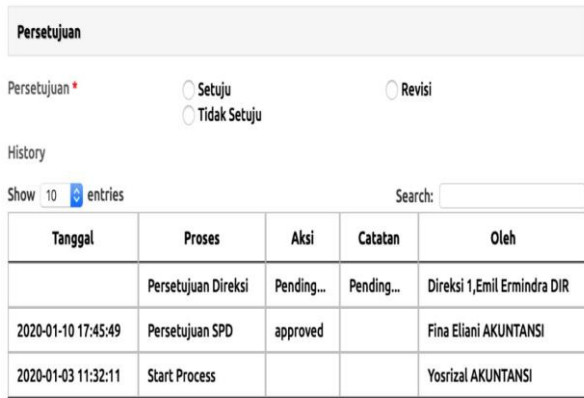 Persetujuan
Persetujuan * Setuju Revisi
Tidak Setuju
History
Show 10 entries Search:
Tanggal Proses Aksi Catatan Oleh
Persetujuan Direksi Pending... Pending... Direksi 1,Emil Ermindra DIR
2020-01-10 17:45:49 Persetujuan SPD approved Fina Eliani AKUNTANSI
2020-01-03 11:32:11 Start Process Yosrizal AKUNTANSI